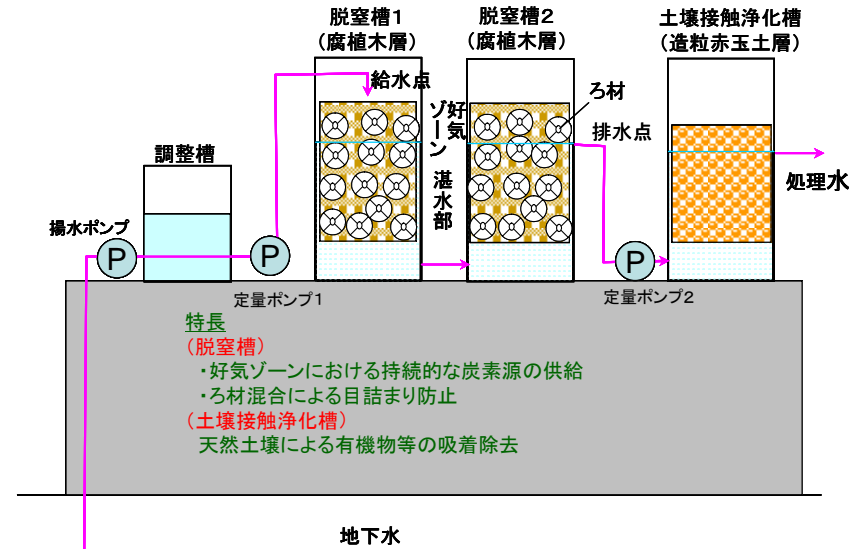 脱窒槽1
(腐植木層)
脱窒槽2
(腐植木層)
土壌接触浄化槽
(造粒赤玉土層)
給水点
好気
ゾーン
ろ材
排水点
調整槽
湛水部
処理水
揚水ポンプ
P
P
P
定量ポンプ1
定量ポンプ2
特長
(脱窒槽)
・好気ゾーンにおける持続的な炭素源の供給
・ろ材混合による目詰まり防止
(土壌接触浄化槽)
天然土壌による有機物等の吸着除去
地下水